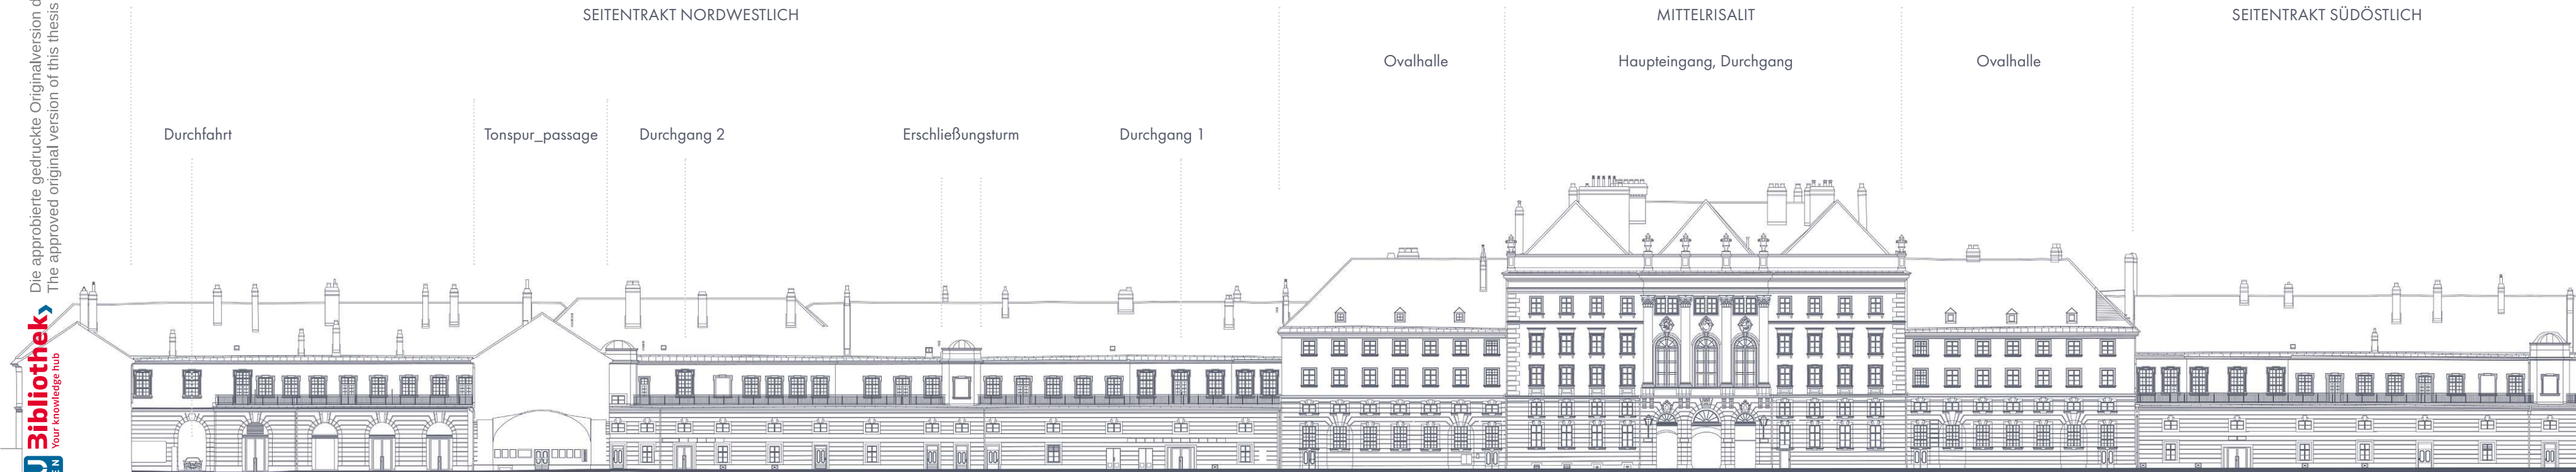 SEITENTRAKT NORDWESTLICH
MITTELRISALIT
SEITENTRAKT SÜDÖSTLICH
Ovalhalle
Haupteingang, Durchgang
Ovalhalle
Durchfahrt
Tonspur_passage
Durchgang 2
Erschließungsturm
Durchgang 1
Die approbierte gedruckte Originalversion
The approved original version of this thesis
Bibliothek
Your knowledge hub